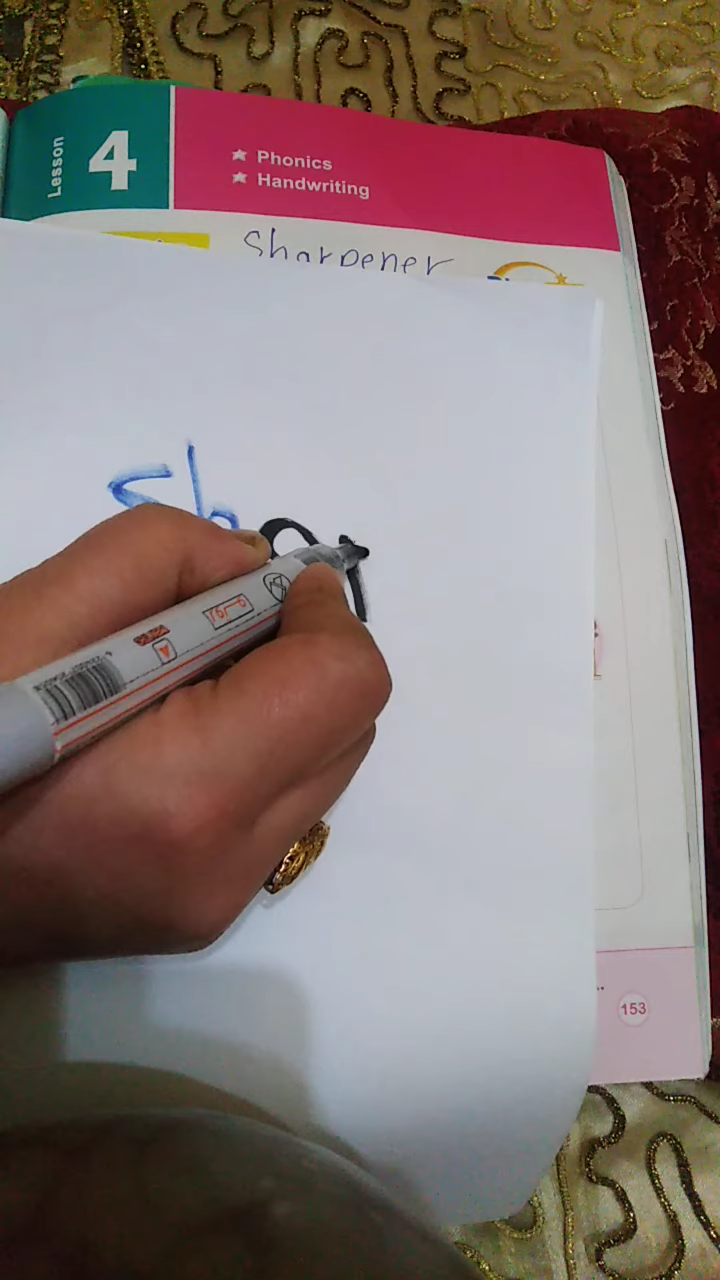 Lesson 4
★ Phonics
★ Handwriting
Sharpener
Sh
153